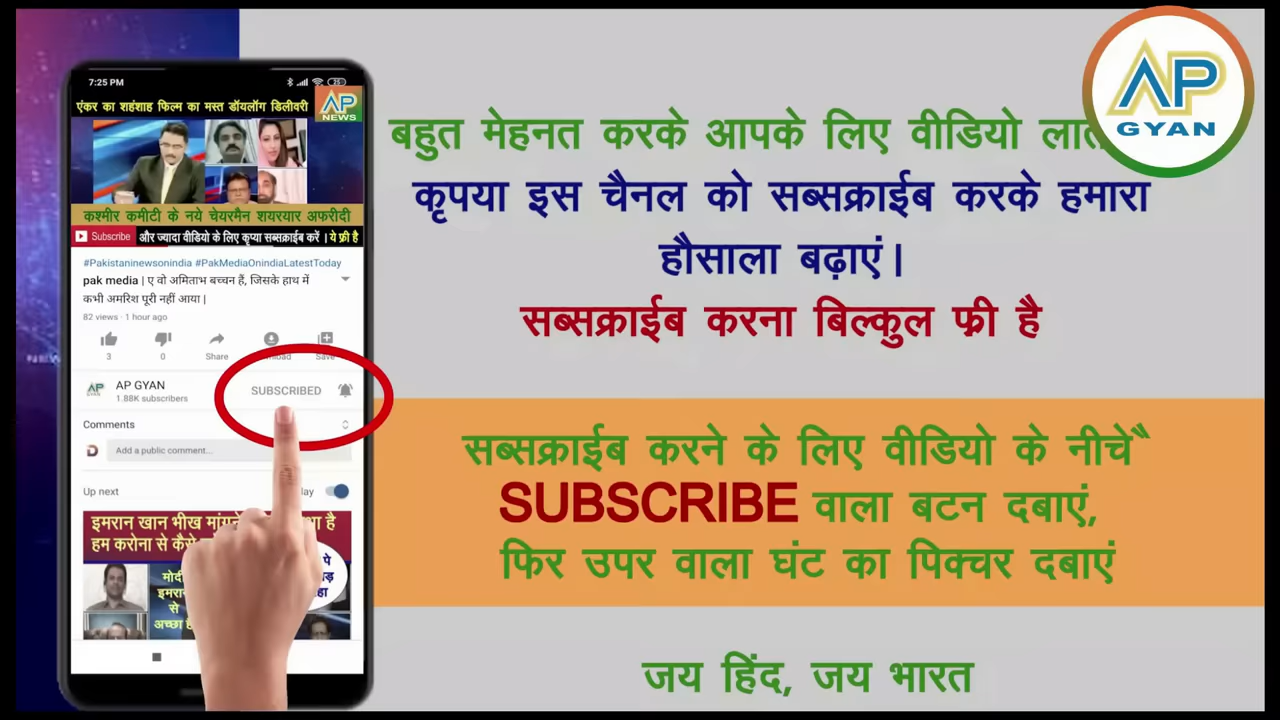 7:25 PM
एंकर का शहंशाह फिल्म का मस्त डॉयलॉग डिलीवरी
AP
NEWS
कश्मीर कमीटी के नये चेयरमैन शयरयार अफरीदी
Subscribe और ज्यादा वीडियो के लिए कृप्या सब्सक्राईब करें | ये फ्री है
#Pakistaninewsonindia #PakMediaOnindiaLatestToday
pak media | ए वो अमिताभ बच्चन हैं, जिसके हाथ में
कभी अमरिश पूरी नहीं आया |
82 views · 1 hour ago
3 0 Share Save
AP GYAN
1.88K subscribers
SUBSCRIBED
Comments
D
Add a public comment...
Up next
इमरान खान भीख मांगने है
हम करोना से कैसे
मोदी
से
अच्छा
AP
GYAN
बहुत मेहनत करके आपके लिए वीडियो
कृपया इस चैनल को सब्सक्राईब करके हमारा
हौसाला बढ़ाएं|
सब्सक्राईब करना बिल्कुल फ्री है
सब्सक्राईब करने के लिए वीडियो के नीचे"
SUBSCRIBE वाला बटन दबाएं,
फिर उपर वाला घंट का पिक्चर दबाएं
जय हिंद, जय भारत